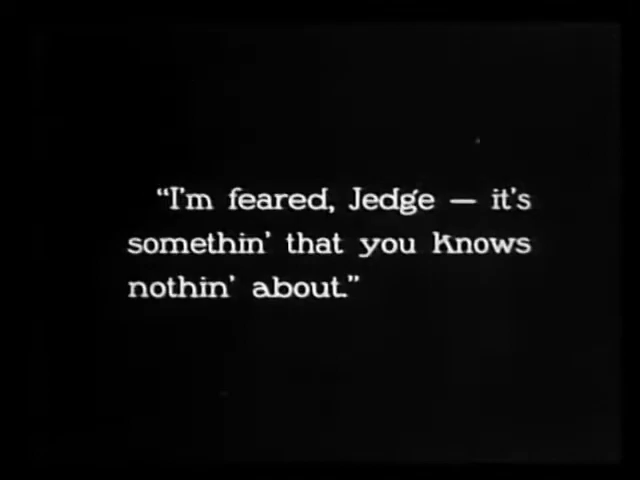 “I'm feared, Jedge — it's
somethin' that you knows
nothin' about.”